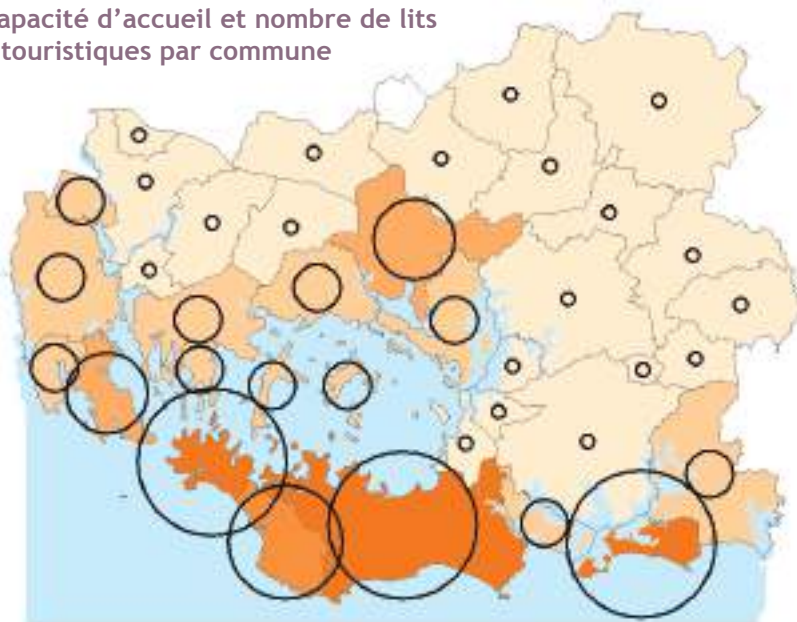 apacité d’accueil et nombre de lits
touristiques par commune